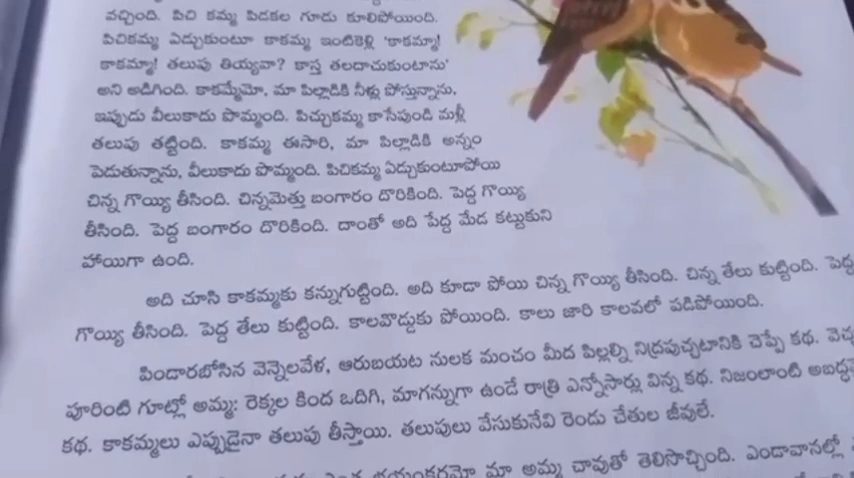 వచ్చింది. పిచి కమ్మ పిడకల గూడు కూలిపోయింది.
పిచికమ్మ ఏడ్చుకుంటూ కాకమ్మ ఇంటికెళ్లి 'కాకమ్మా!
కాకమ్మా! తలుపు తియ్యవా? కాస్త తలదాచుకుంటాను'
అని అడిగింది. కాకమ్మేమో, మా పిల్లాడికి నీళ్లు పోస్తున్నాను,
ఇప్పుడు వీలుకాదు పొమ్మంది. పిచ్చుకమ్మ కాసేపుండి మళ్లీ
తలుపు తట్టింది. కాకమ్మ ఈసారి, మా పిల్లాడికి అన్నం
పెడుతున్నాను, వీలుకాదు పొమ్మంది. పిచికమ్మ ఏడ్చుకుంటూపోయి
చిన్న గొయ్యి తీసింది. చిన్నమెత్తు బంగారం దొరికింది. పెద్ద గొయ్యి
తీసింది. పెద్ద బంగారం దొరికింది. దాంతో అది పేద్ద మేడ కట్టుకుని
హాయిగా ఉంది.
అది చూసి కాకమ్మకు కన్నుగుట్టింది. అది కూడా పోయి చిన్న గొయ్యి తీసింది. చిన్న తేలు కుట్టింది. పెద్ద
గొయ్యి తీసింది. పెద్ద తేలు కుట్టింది. కాలవొడ్డుకు పోయింది. కాలు జారి కాలవలో పడిపోయింది.
పిండారబోసిన వెన్నెలవేళ, ఆరుబయట నులక మంచం మీద పిల్లల్ని నిద్రపుచ్చటానికి చెప్పే కథ.
పూరింటి గూట్లో అమ్మ రెక్కల కింద ఒదిగి, మాగన్నుగా ఉండే రాత్రి ఎన్నోసార్లు విన్న కథ. నిజంలాంటి
కథ. కాకమ్మలు ఎప్పుడైనా తలుపు తీస్తాయి. తలుపులు వేసుకునేవి రెండు చేతుల జీవులే.
భయంకరమో మా అమ్మ చావుతో తెలిసొచ్చింది. ఎండావానల్లో